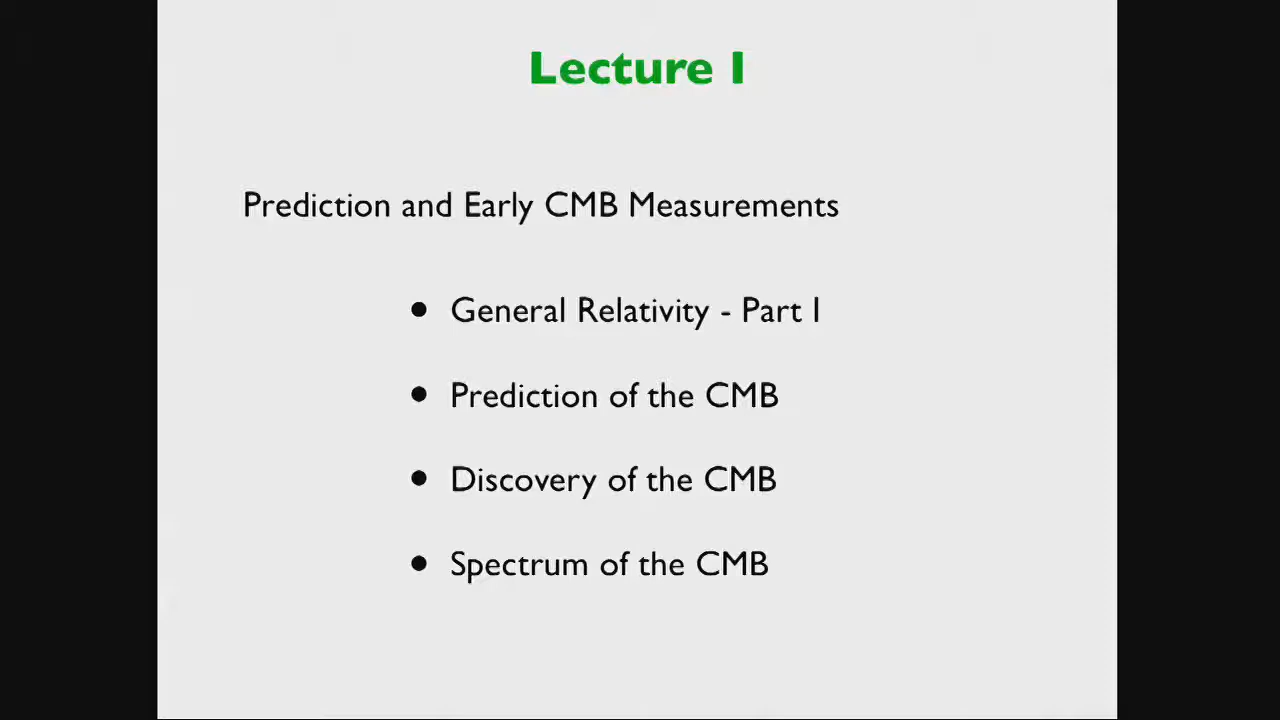 Lecture I
Prediction and Early CMB Measurements
• General Relativity - Part I
• Prediction of the CMB
• Discovery of the CMB
• Spectrum of the CMB